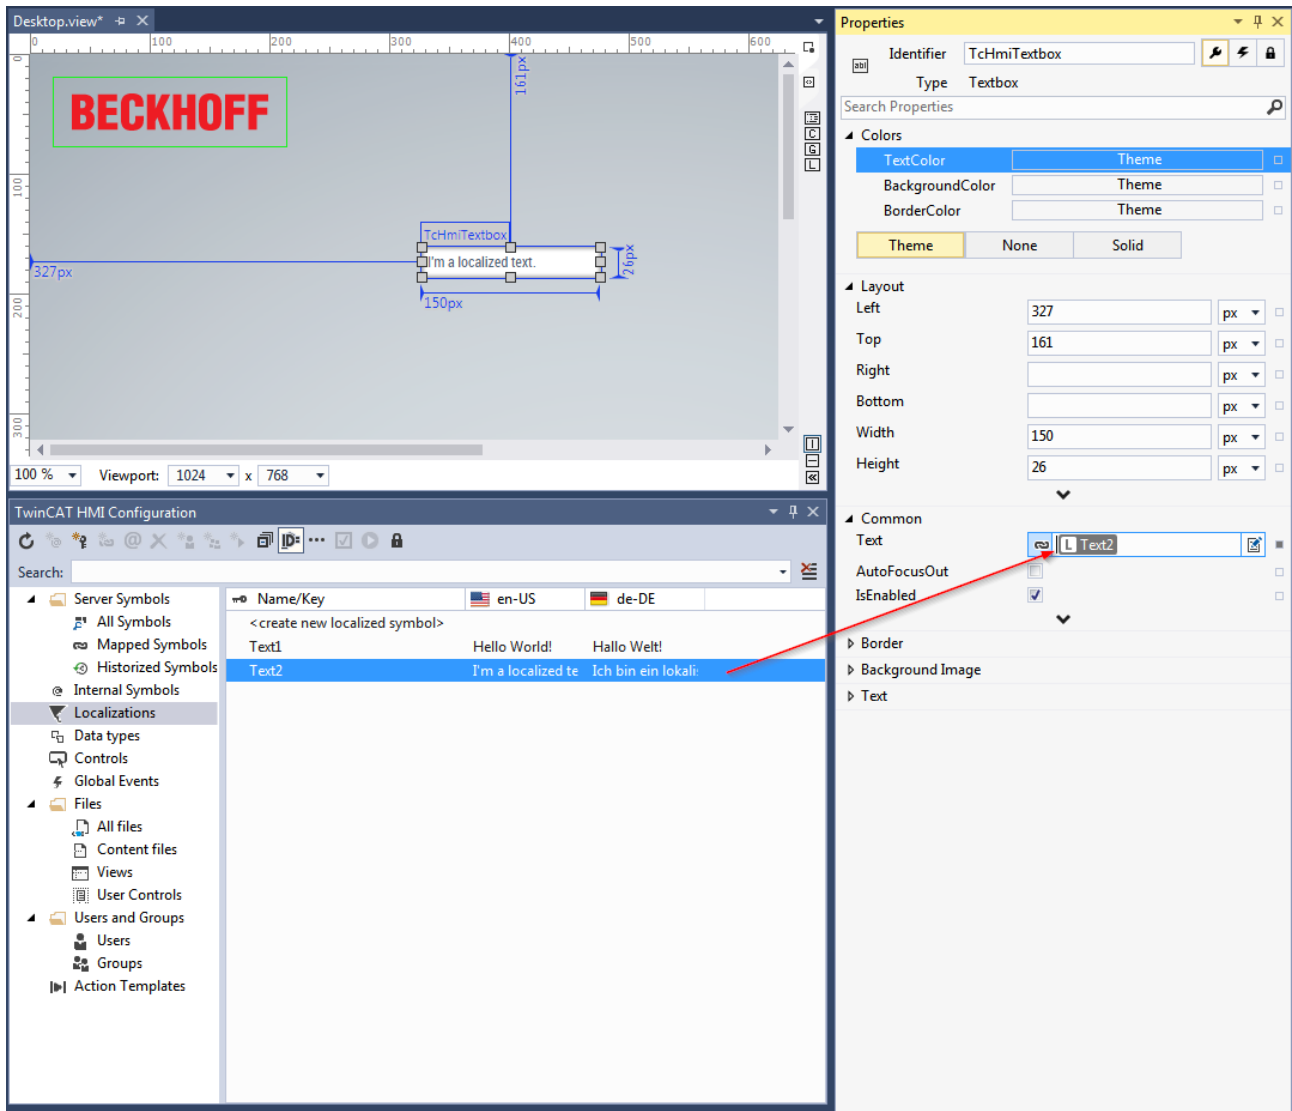 Desktop.view*
0 100 200 300 400 500 600
0
100
200
300
BECKHOFF
161px
TcHmiTextbox
I'm a localized text.
327px
26px
150px
C
G
L
100 % Viewport: 1024 x 768
TwinCAT HMI Configuration
Search:
Server Symbols
All Symbols
Mapped Symbols
Historized Symbols
Internal Symbols
Localizations
Data types
Controls
Global Events
Files
All files
Content files
Views
User Controls
Users and Groups
Users
Groups
Action Templates
Name/Key en-US de-DE
<create new localized symbol>
Text1 Hello World! Hallo Welt!
Text2 I'm a localized te Ich bin ein lokali
Properties
Identifier TcHmiTextbox
abl
Type Textbox
Search Properties
Colors
TextColor Theme
BackgroundColor Theme
BorderColor Theme
Theme None Solid
Layout
Left 327 px
Top 161 px
Right px
Bottom px
Width 150 px
Height 26 px
Common
Text L Text2
AutoFocusOut
IsEnabled
Border
Background Image
Text